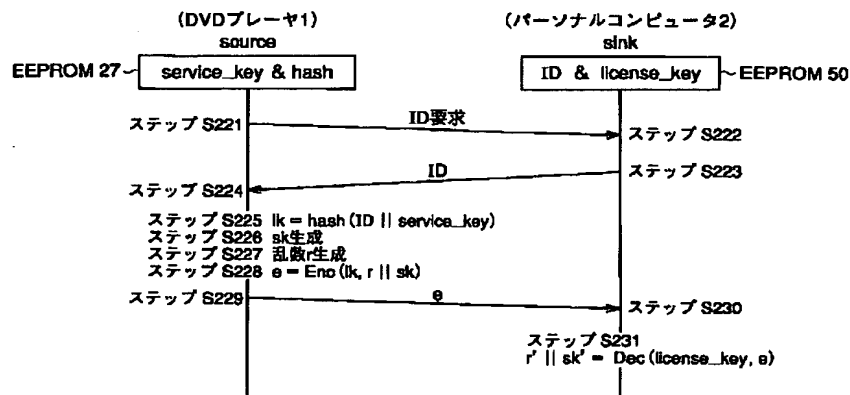 (DVDプレーヤ1)
source
(パーソナルコンピュータ2)
sink
EEPROM 27
service_key & hash
ID & license_key
EEPROM 50
ステップ S221
ID要求
ステップ S222
ID
ステップ S223
ステップ S224
ステップ S225 lk = hash (ID || service_key)
ステップ S226 sk生成
ステップ S227 乱数r生成
ステップ S228 e = Enc (lk, r || sk)
ステップ S229
e
ステップ S230
ステップ S231
r' || sk' = Dec (license_key, e)